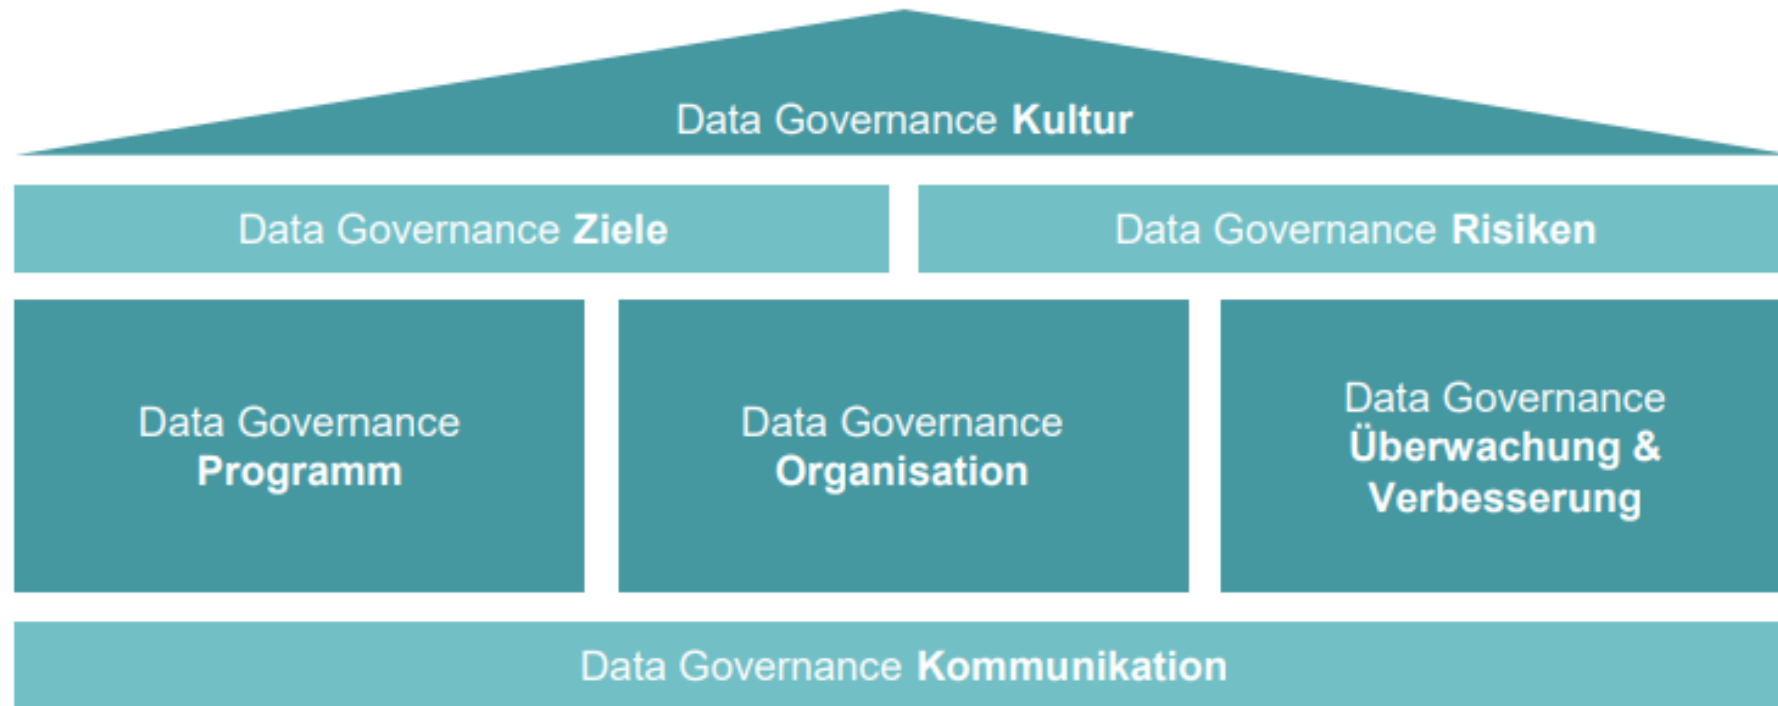 Data Governance Kultur
Data Governance Ziele
Data Governance Risiken
Data Governance
Programm
Data Governance
Organisation
Data Governance
Überwachung &
Verbesserung
Data Governance Kommunikation